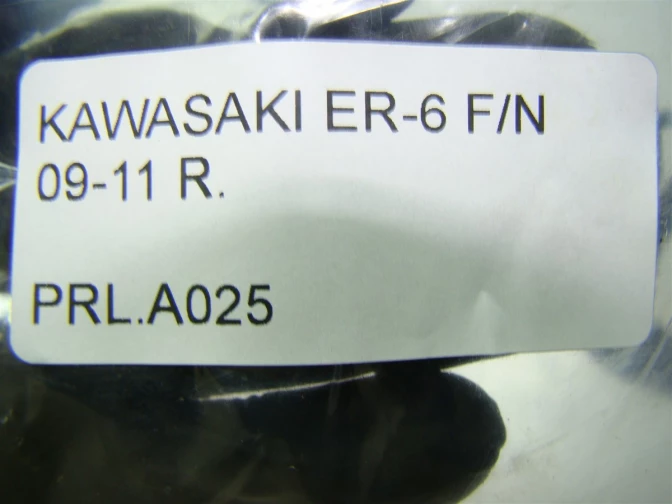 KAWASAKI ER-6 F/N
09-11 R.
PRL.A025